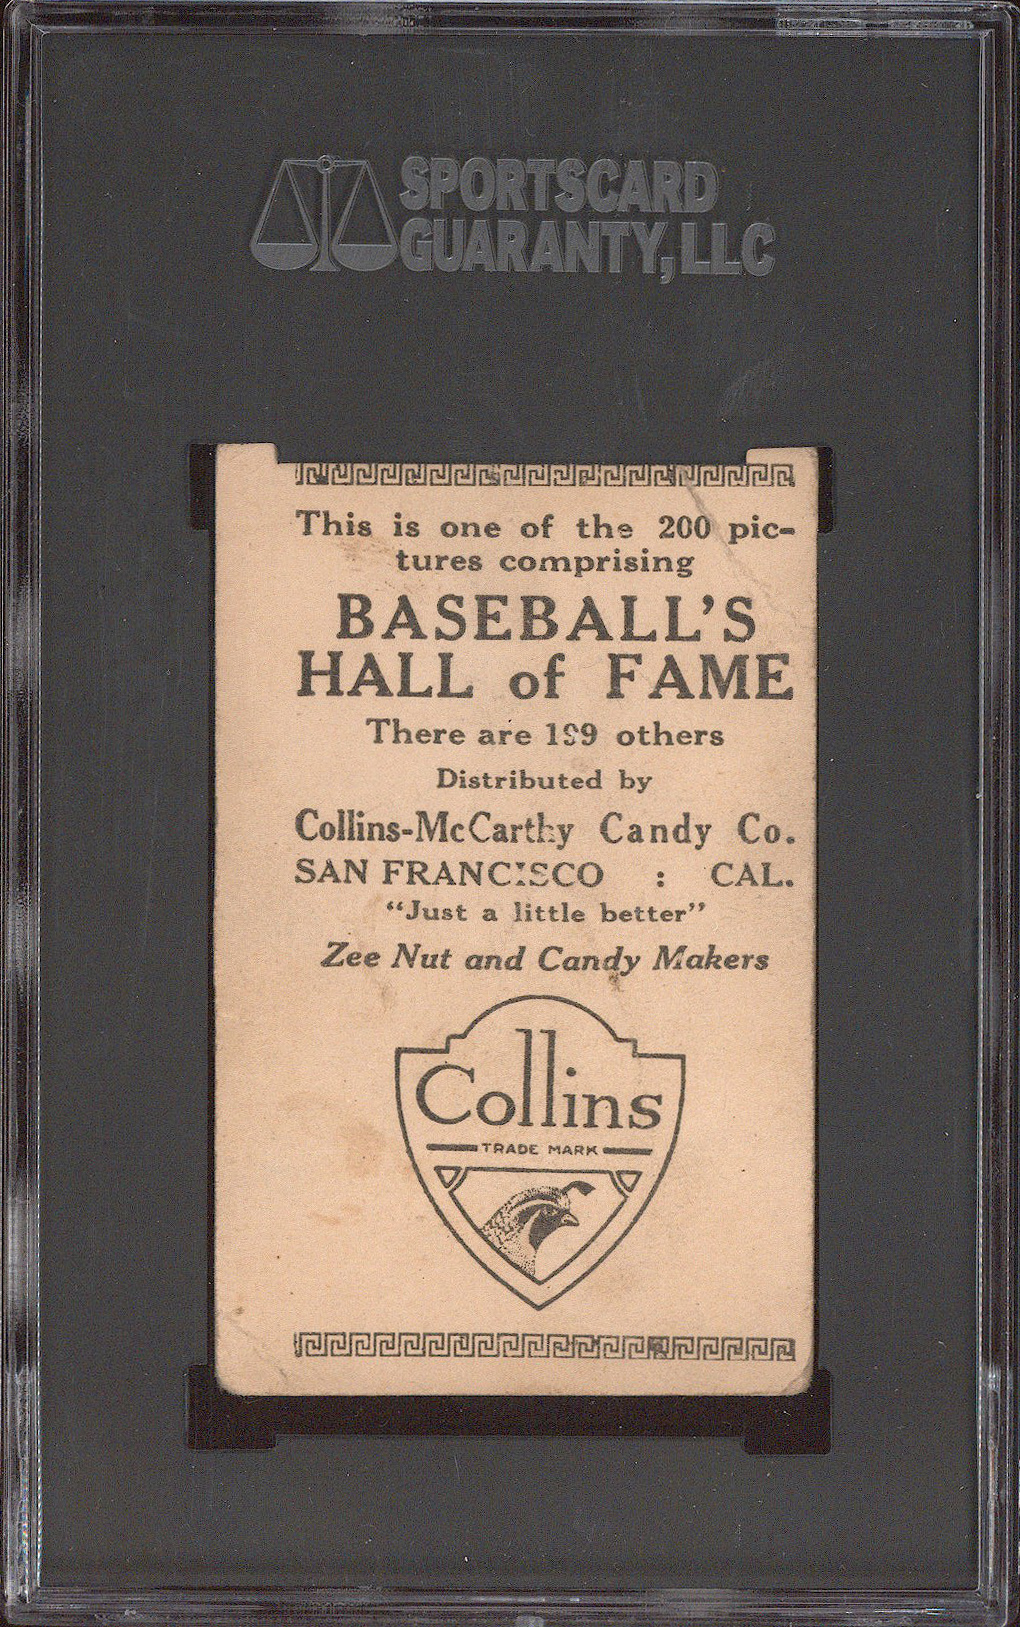 SPORTSCARD
GUARANTY, LLC
This is one of the 200 pic-
tures comprising
BASEBALL'S
HALL of FAME
There are 199 others
Distributed by
Collins-McCarthy Candy Co.
SAN FRANCISCO : CAL.
"Just a little better"
Zee Nut and Candy Makers
Collins
TRADE MARK